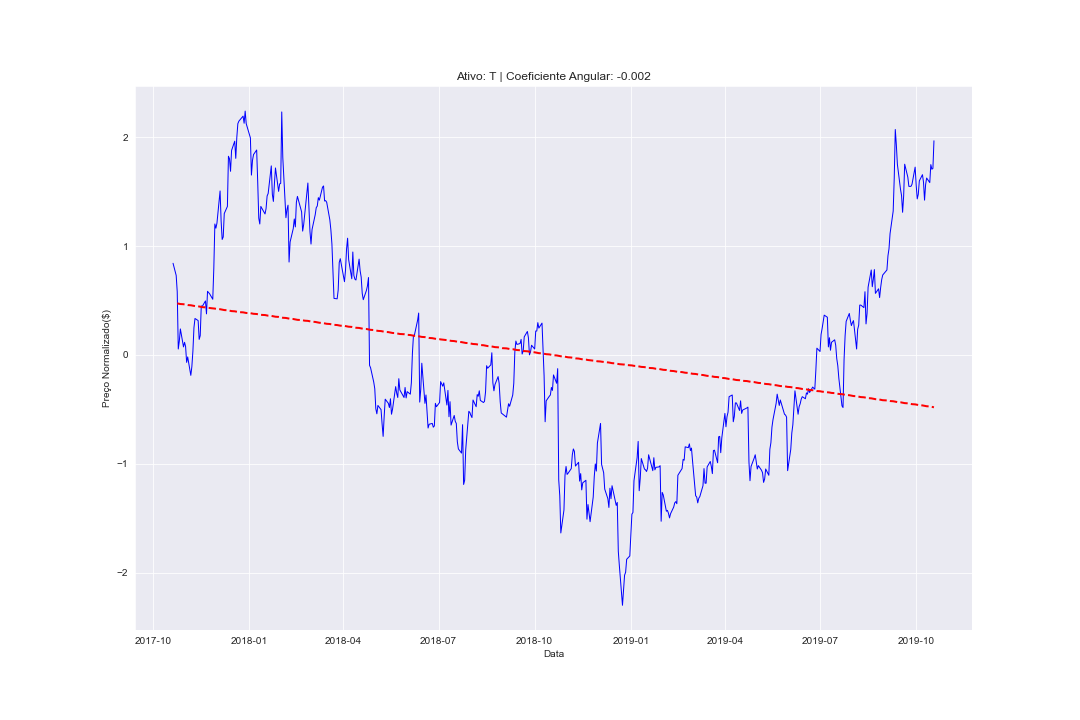 Ativo: T | Coeficiente Angular: -0.002
Preço Normalizado($)
2
1
0
−1
−2
2017-10 2018-01 2018-04 2018-07 2018-10 2019-01 2019-04 2019-07 2019-10
Data